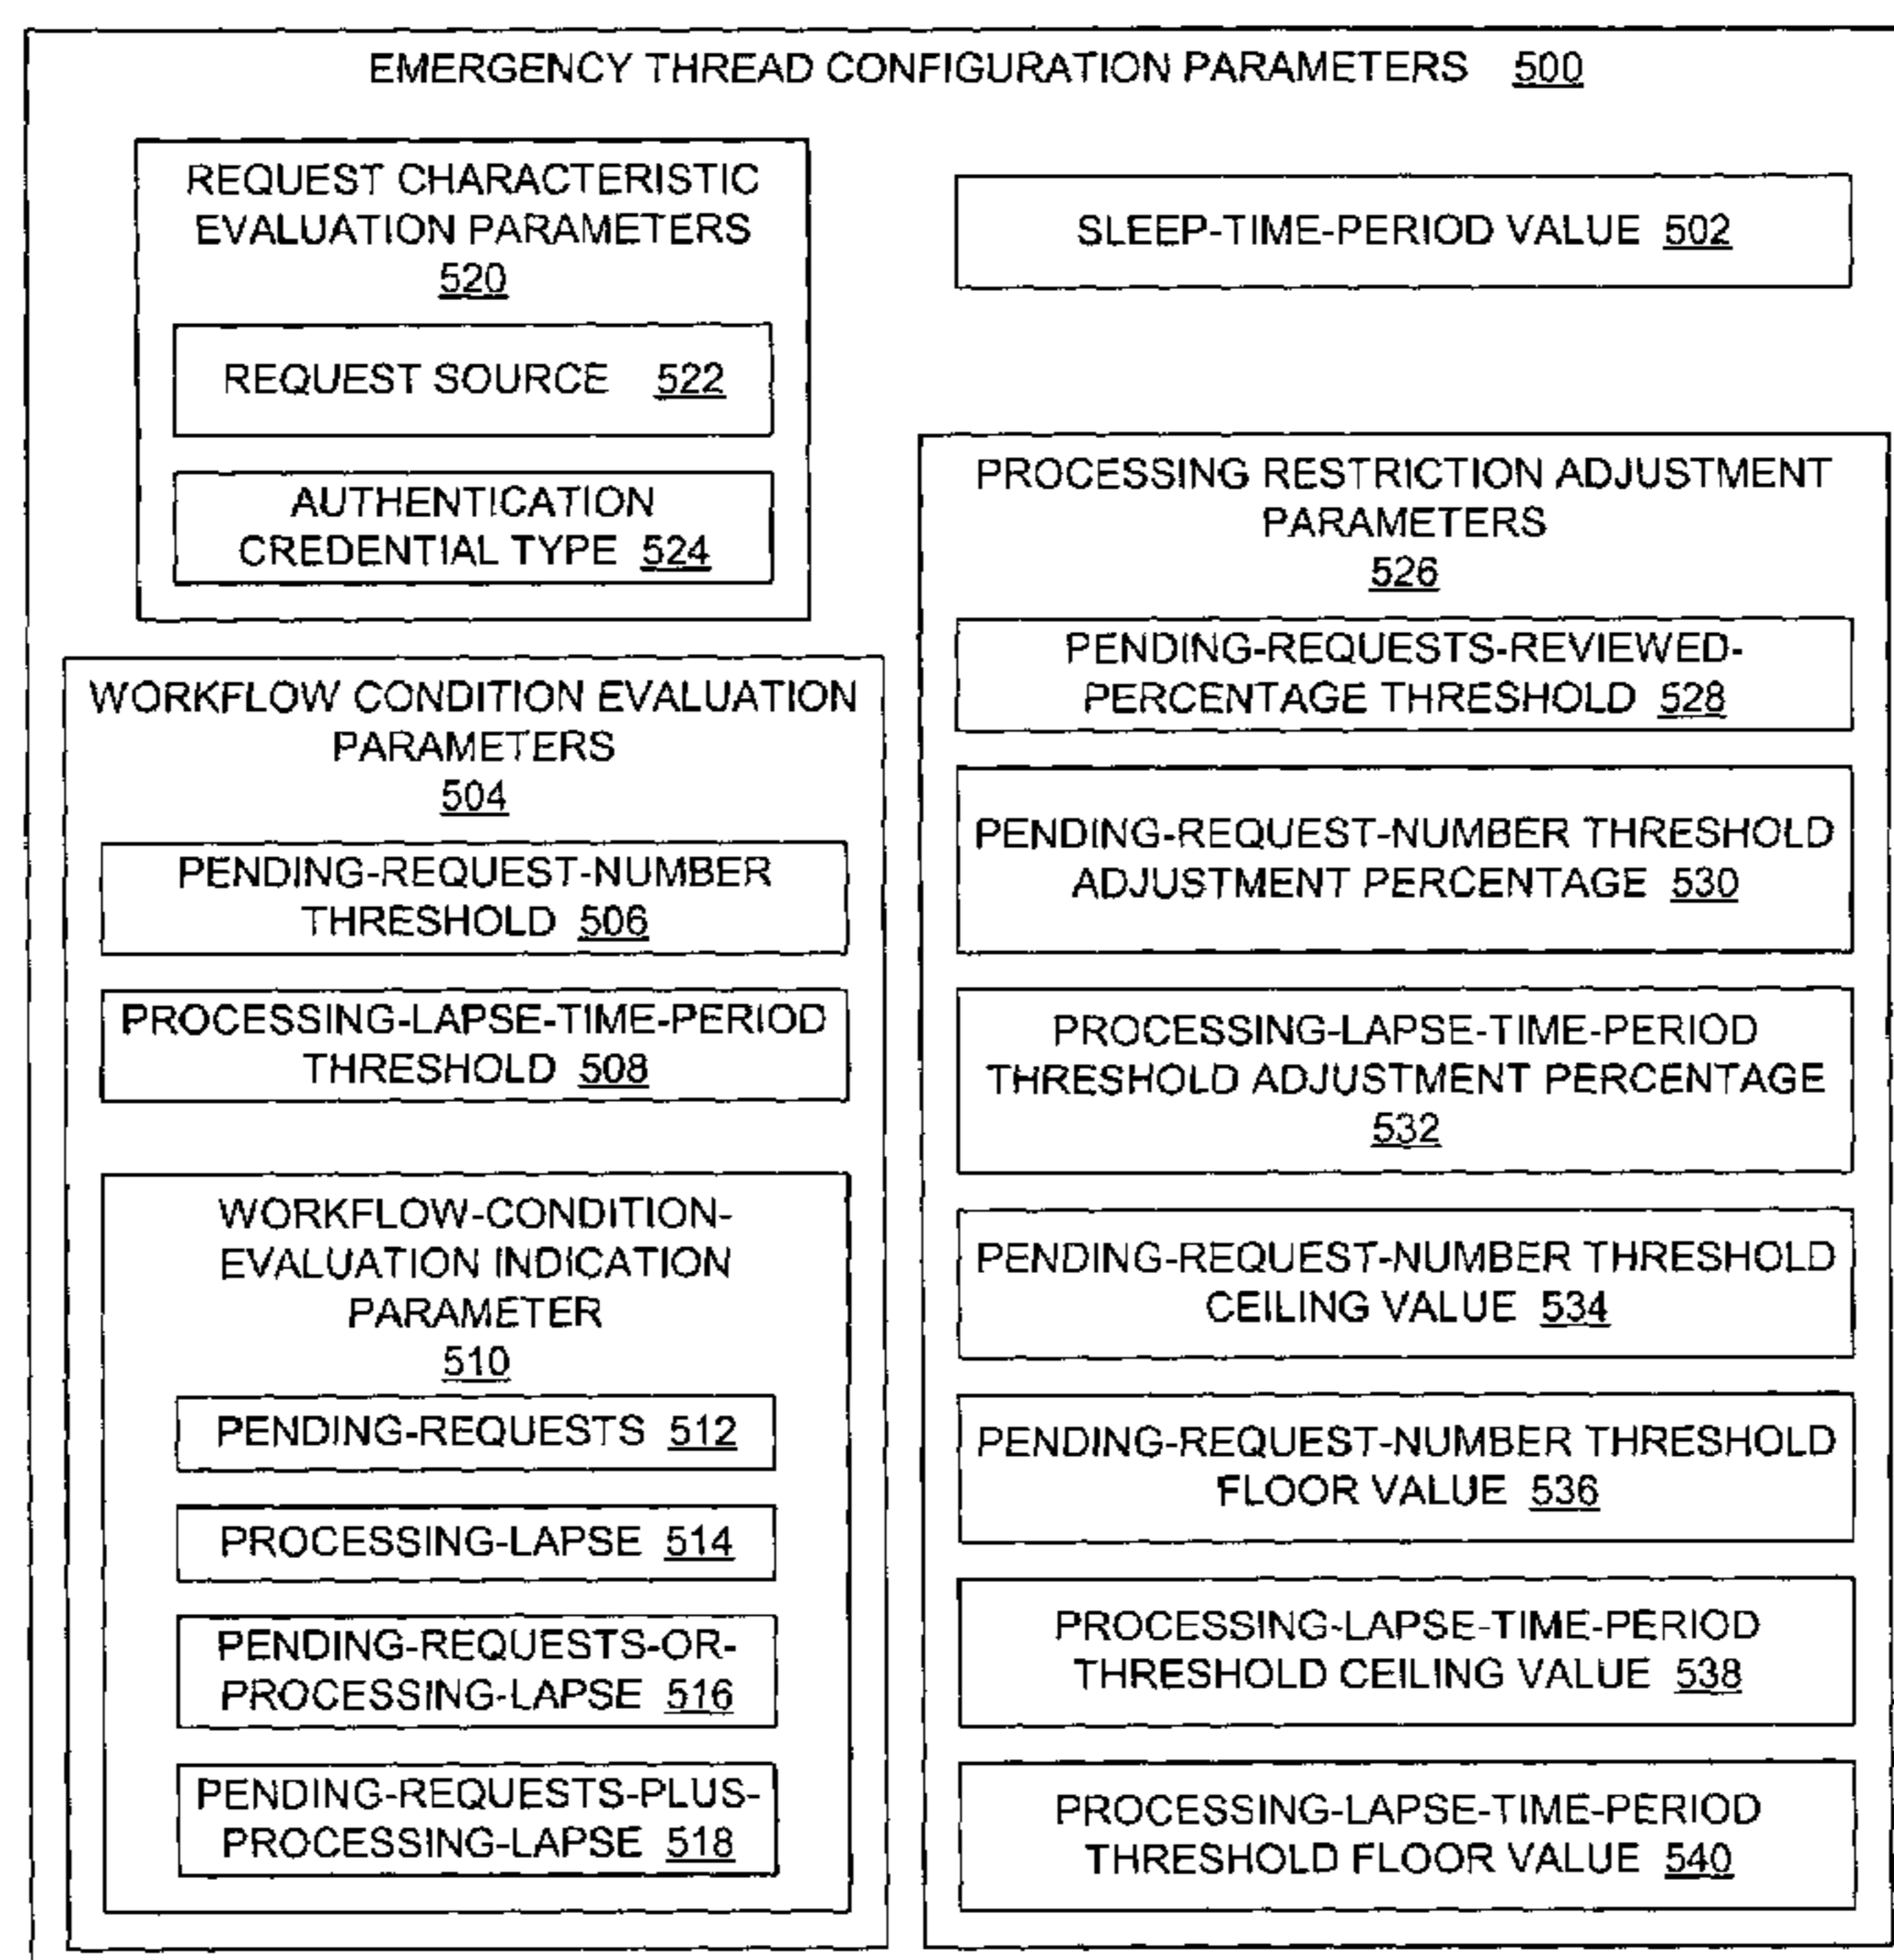 EMERGENCY THREAD CONFIGURATION PARAMETERS 500
REQUEST CHARACTERISTIC
EVALUATION PARAMETERS
520
REQUEST SOURCE 522
AUTHENTICATION
CREDENTIAL TYPE 524
SLEEP-TIME-PERIOD VALUE 502
WORKFLOW CONDITION EVALUATION
PARAMETERS
504
PENDING-REQUEST-NUMBER
THRESHOLD 506
PROCESSING-LAPSE-TIME-PERIOD
THRESHOLD 508
WORKFLOW-CONDITION-
EVALUATION INDICATION
PARAMETER
510
PENDING-REQUESTS 512
PROCESSING-LAPSE 514
PENDING-REQUESTS-OR-
PROCESSING-LAPSE 516
PENDING-REQUESTS-PLUS-
PROCESSING-LAPSE 518
PROCESSING RESTRICTION ADJUSTMENT
PARAMETERS
526
PENDING-REQUESTS-REVIEWED-
PERCENTAGE THRESHOLD 528
PENDING-REQUEST-NUMBER THRESHOLD
ADJUSTMENT PERCENTAGE 530
PROCESSING-LAPSE-TIME-PERIOD
THRESHOLD ADJUSTMENT PERCENTAGE
532
PENDING-REQUEST-NUMBER THRESHOLD
CEILING VALUE 534
PENDING-REQUEST-NUMBER THRESHOLD
FLOOR VALUE 536
PROCESSING-LAPSE-TIME-PERIOD
THRESHOLD CEILING VALUE 538
PROCESSING-LAPSE-TIME-PERIOD
THRESHOLD FLOOR VALUE 540